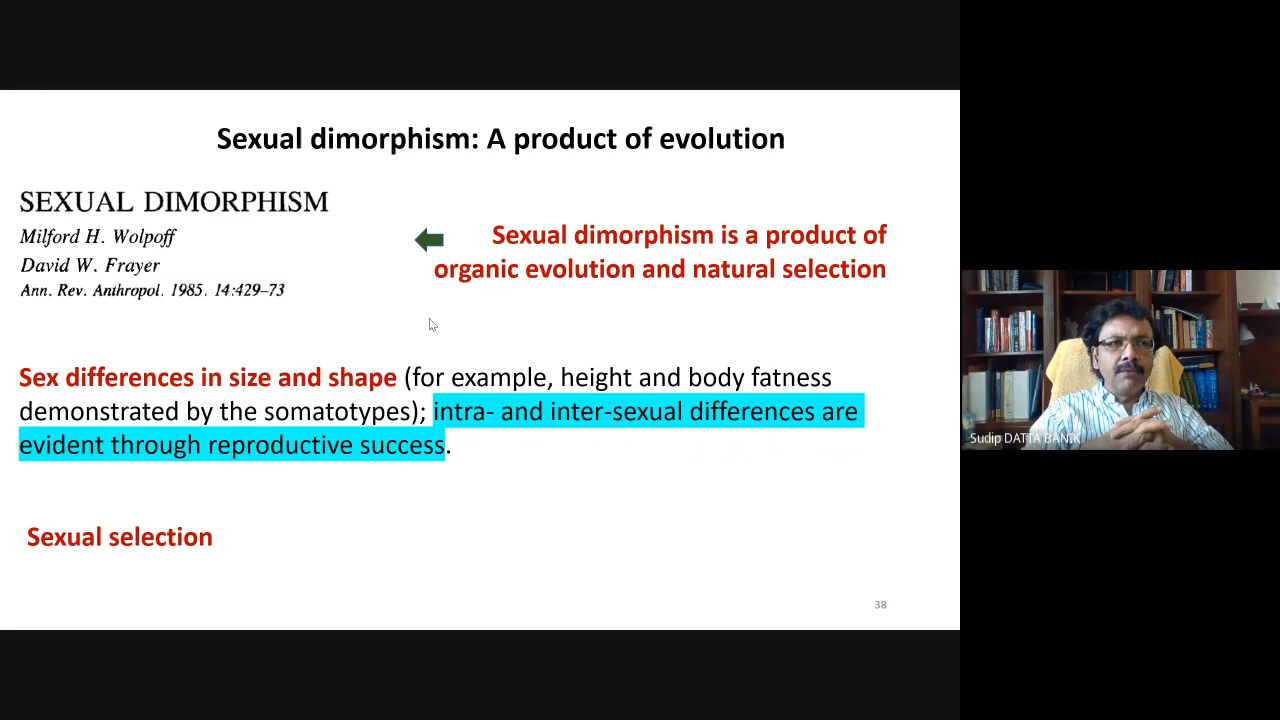 Sexual dimorphism: A product of evolution
SEXUAL DIMORPHISM
Milford H. Wolpoff
David W. Frayer
Ann. Rev. Anthropol. 1985. 14:429–73
Sexual dimorphism is a product of
organic evolution and natural selection
Sex differences in size and shape (for example, height and body fatness
demonstrated by the somatotypes); intra- and inter-sexual differences are
evident through reproductive success.
Sexual selection
38
Sudip DATTA BANIK